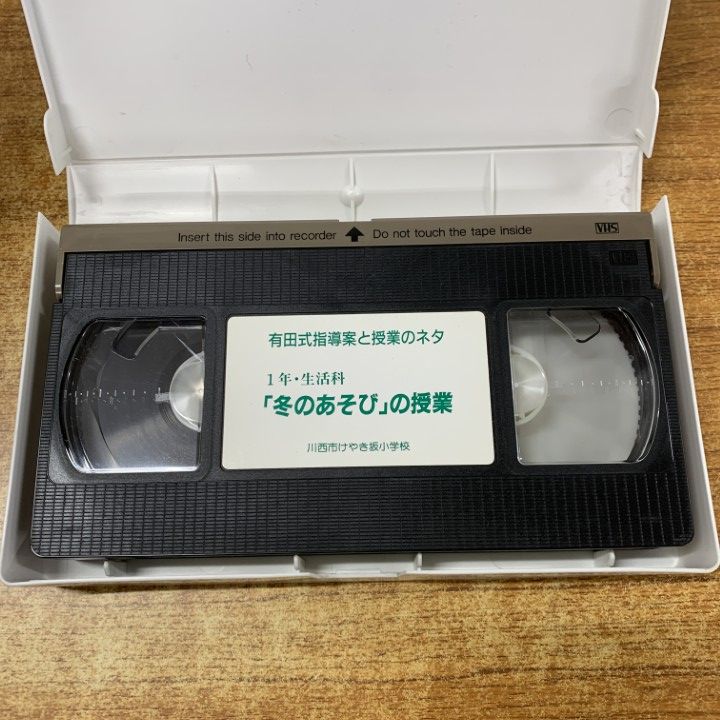 Insert this side into recorder ↑ Do not touch the tape inside VHS
VHS
有田式指導案と授業のネタ
1年・生活科
「冬のあそび」の授業
川西市けやき坂小学校